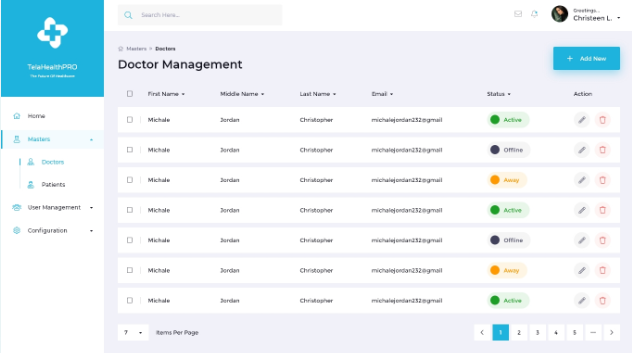 Search Here...
Greetings...
Christeen L.
TelaHealthPRO
The Future Of Healthcare
Home
Masters
Doctors
Patients
User Management
Configuration
Masters > Doctors
Doctor Management
+ Add New
First Name Middle Name Last Name Email Status Action
Michale Jordan Christopher michalejordan232@gmail Active
Michale Jordan Christopher michalejordan232@gmail Offline
Michale Jordan Christopher michalejordan232@gmail Away
Michale Jordan Christopher michalejordan232@gmail Active
Michale Jordan Christopher michalejordan232@gmail Offline
Michale Jordan Christopher michalejordan232@gmail Away
Michale Jordan Christopher michalejordan232@gmail Active
7 Items Per Page < 1 2 3 4 5 ... >